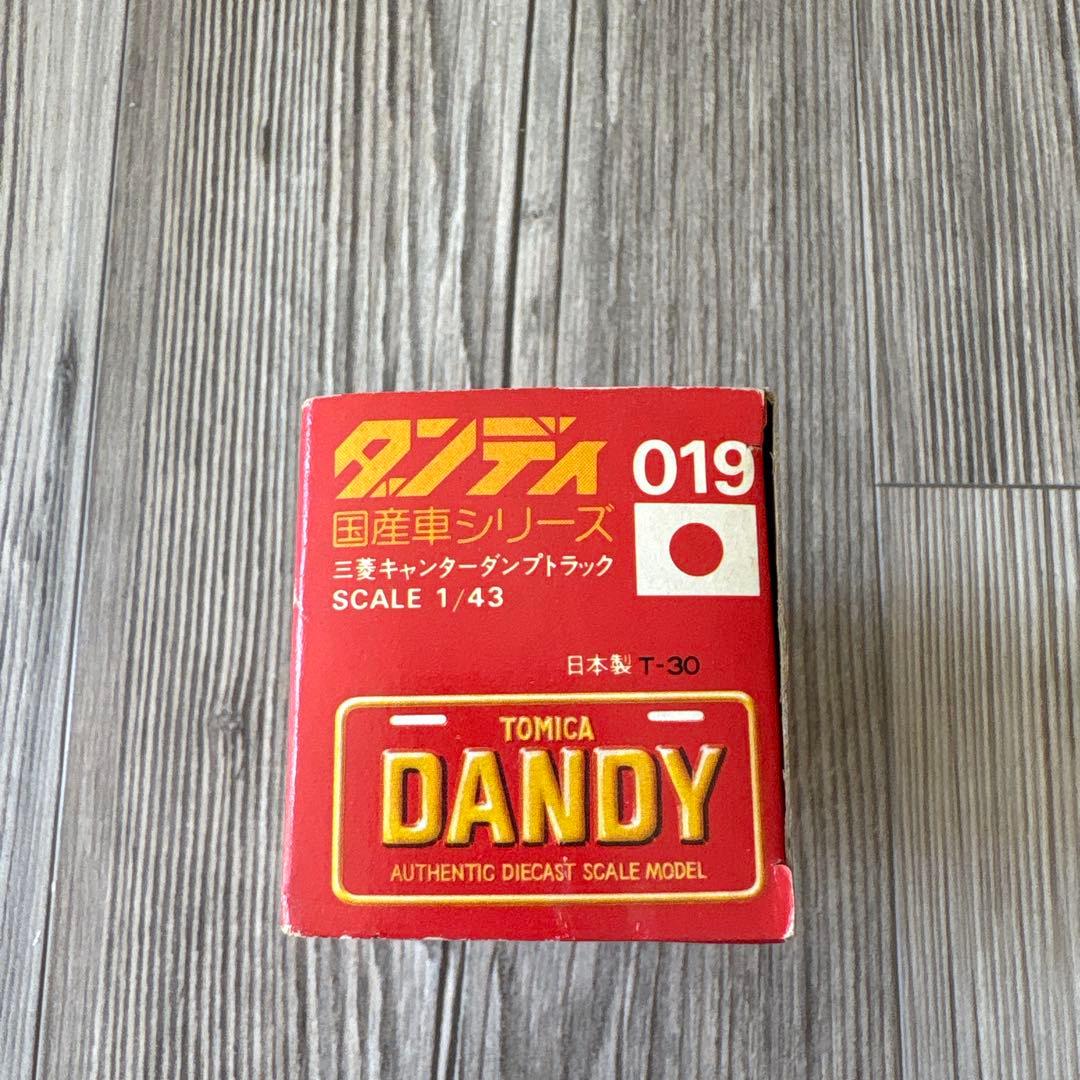 ダンディ 019
国産車シリーズ
三菱キャンターダンプトラック
SCALE 1/43
日本製 T-30
TOMICA
DANDY
AUTHENTIC DIECAST SCALE MODEL